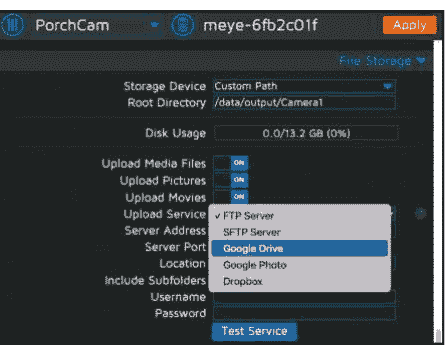 PorchCam meye-6fb2c01f Apply
File Storage
Storage Device Custom Path
Root Directory /data/output/Camera1
Disk Usage 0.0/13.2 GB (0%)
Upload Media Files ON
Upload Pictures ON
Upload Movies ON
Upload Service ✓ FTP Server
Server Address SFTP Server
Server Port Google Drive
Location Google Photo
Include Subfolders Dropbox
Username
Password
Test Service